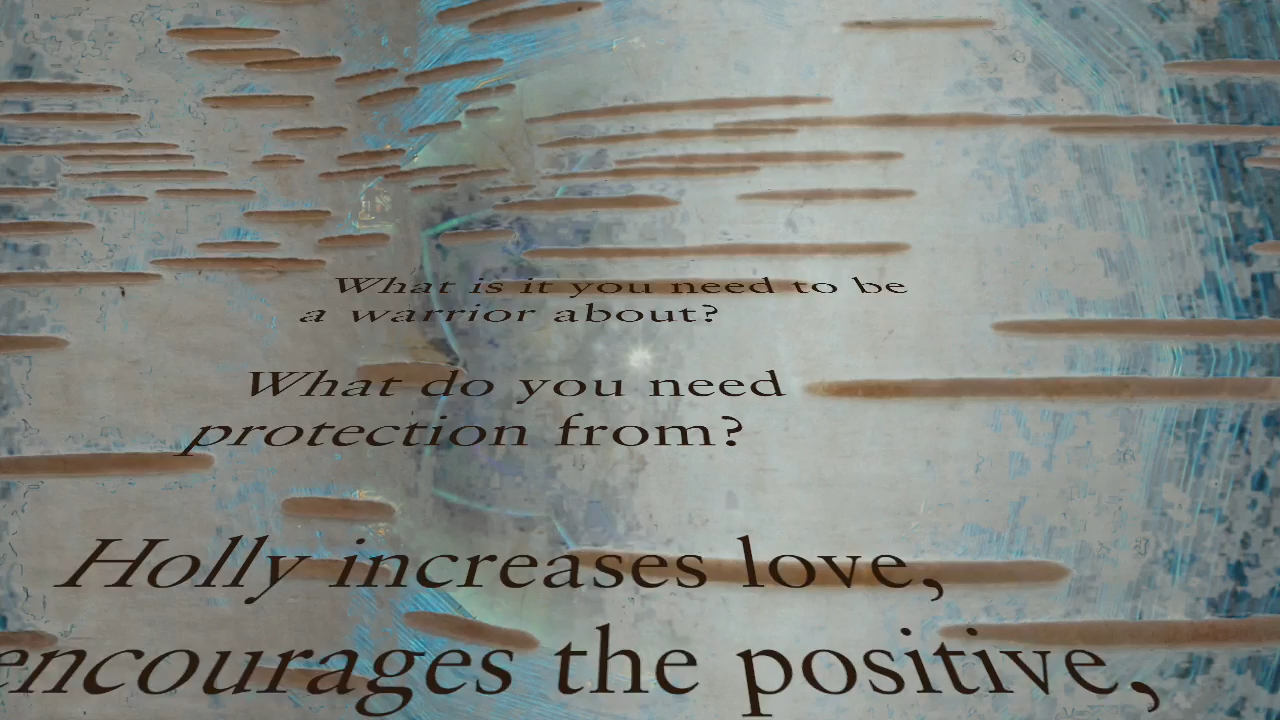 What is it you need to be
a warrior about?
What do you need
protection from?
Holly increases love,
encourages the positive,